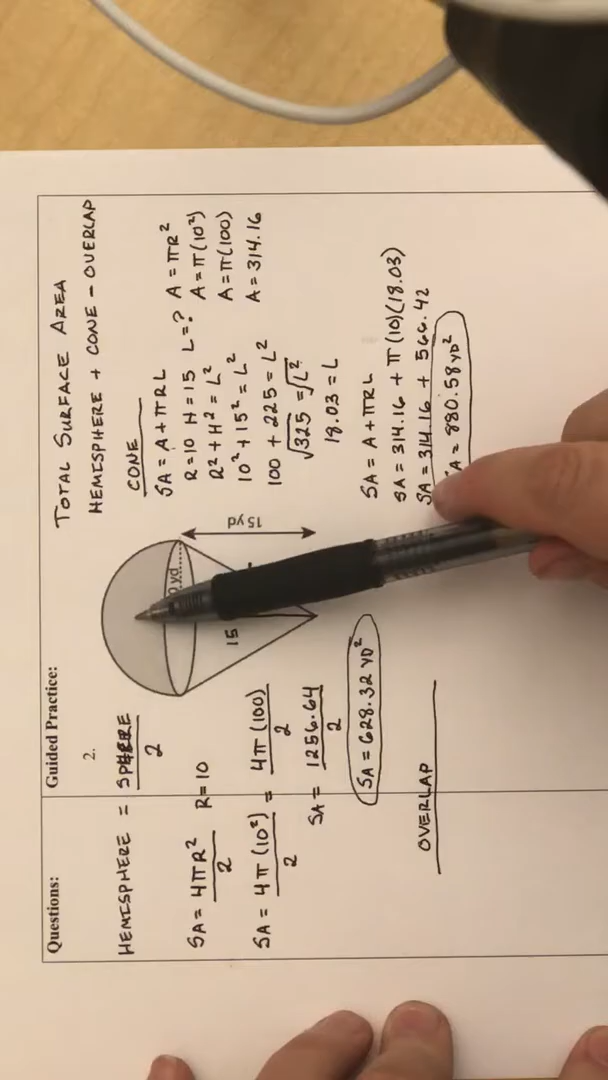 Questions:
Guided Practice:
2.
TOTAL SURFACE AREA
HEMISPHERE + CONE - OVERLAP
HEMISPHERE = SPHERE
2
SA = 4πR²
2
R=10
SA = 4π(10²) = 4π(100)
2 2
SA = 1256.64
2
SA = 628.32 YD²
OVERLAP
yd
15 yd
15
CONE
SA = A + πRL
R=10 H=15 L=?
R² + H² = L²
10² + 15² = L²
100 + 225 = L²
√325 = √L²
18.03 = L
A = πR²
A = π(10²)
A = π(100)
A = 314.16
SA = A + πRL
SA = 314.16 + π(10)(18.03)
SA = 314.16 + 566.42
A = 880.58 YD²